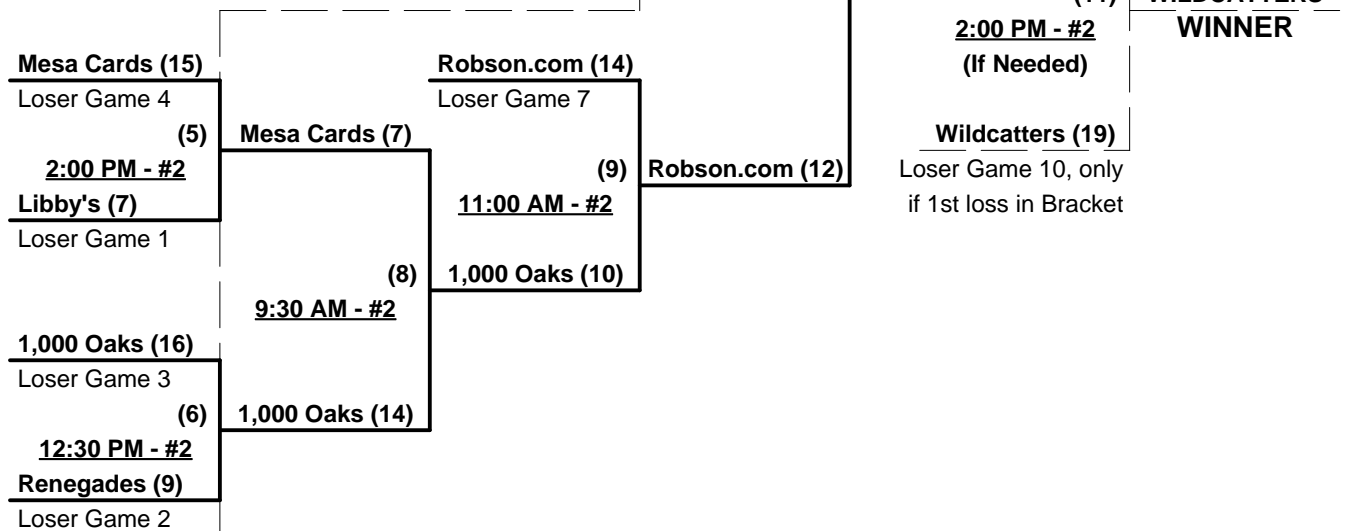 2:00 PM - #2
WINNER
(If Needed)
Mesa Cards (15)
Loser Game 4
(5)
2:00 PM - #2
Libby's (7)
Loser Game 1
Mesa Cards (7)
Robson.com (14)
Loser Game 7
(9)
11:00 AM - #2
Robson.com (12)
Wildcatters (19)
Loser Game 10, only
if 1st loss in Bracket
(8)
9:30 AM - #2
1,000 Oaks (10)
1,000 Oaks (16)
Loser Game 3
(6)
12:30 PM - #2
Renegades (9)
Loser Game 2
1,000 Oaks (14)